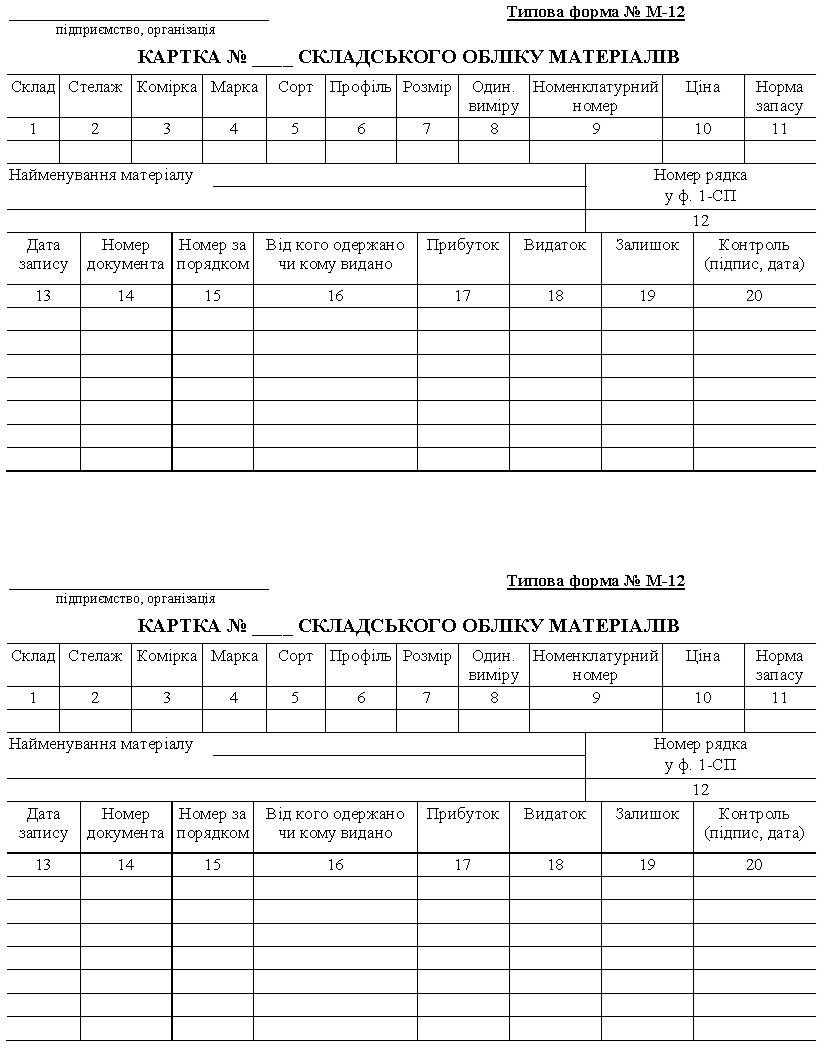 Типова форма № М-12
підприємство, організація
КАРТКА № ____ СКЛАДСЬКОГО ОБЛІКУ МАТЕРІАЛІВ
Склад Стелаж Комірка Марка Сорт Профіль Розмір Один. виміру Номенклатурний номер Ціна Норма запасу
1 2 3 4 5 6 7 8 9 10 11
Найменування матеріалу Номер рядка
у ф. 1-СП
12
Дата запису Номер документа Номер за порядком Від кого одержано чи кому видано Прибуток Видаток Залишок Контроль (підпис, дата)
13 14 15 16 17 18 19 20
Типова форма № М-12
підприємство, організація
КАРТКА № ____ СКЛАДСЬКОГО ОБЛІКУ МАТЕРІАЛІВ
Склад Стелаж Комірка Марка Сорт Профіль Розмір Один. виміру Номенклатурний номер Ціна Норма запасу
1 2 3 4 5 6 7 8 9 10 11
Найменування матеріалу Номер рядка
у ф. 1-СП
12
Дата запису Номер документа Номер за порядком Від кого одержано чи кому видано Прибуток Видаток Залишок Контроль (підпис, дата)
13 14 15 16 17 18 19 20